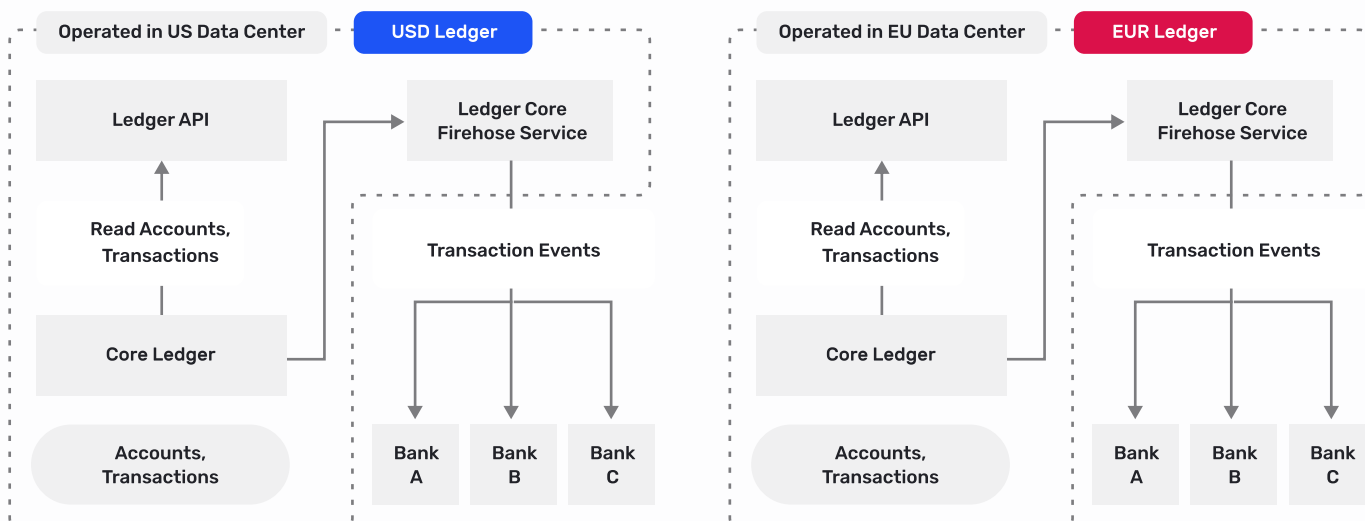 Operated in US Data Center
USD Ledger
Ledger API
Ledger Core
Firehose Service
Read Accounts,
Transactions
Transaction Events
Core Ledger
Accounts,
Transactions
Bank
A
Bank
B
Bank
C
Operated in EU Data Center
EUR Ledger
Ledger API
Ledger Core
Firehose Service
Read Accounts,
Transactions
Transaction Events
Core Ledger
Accounts,
Transactions
Bank
A
Bank
B
Bank
C